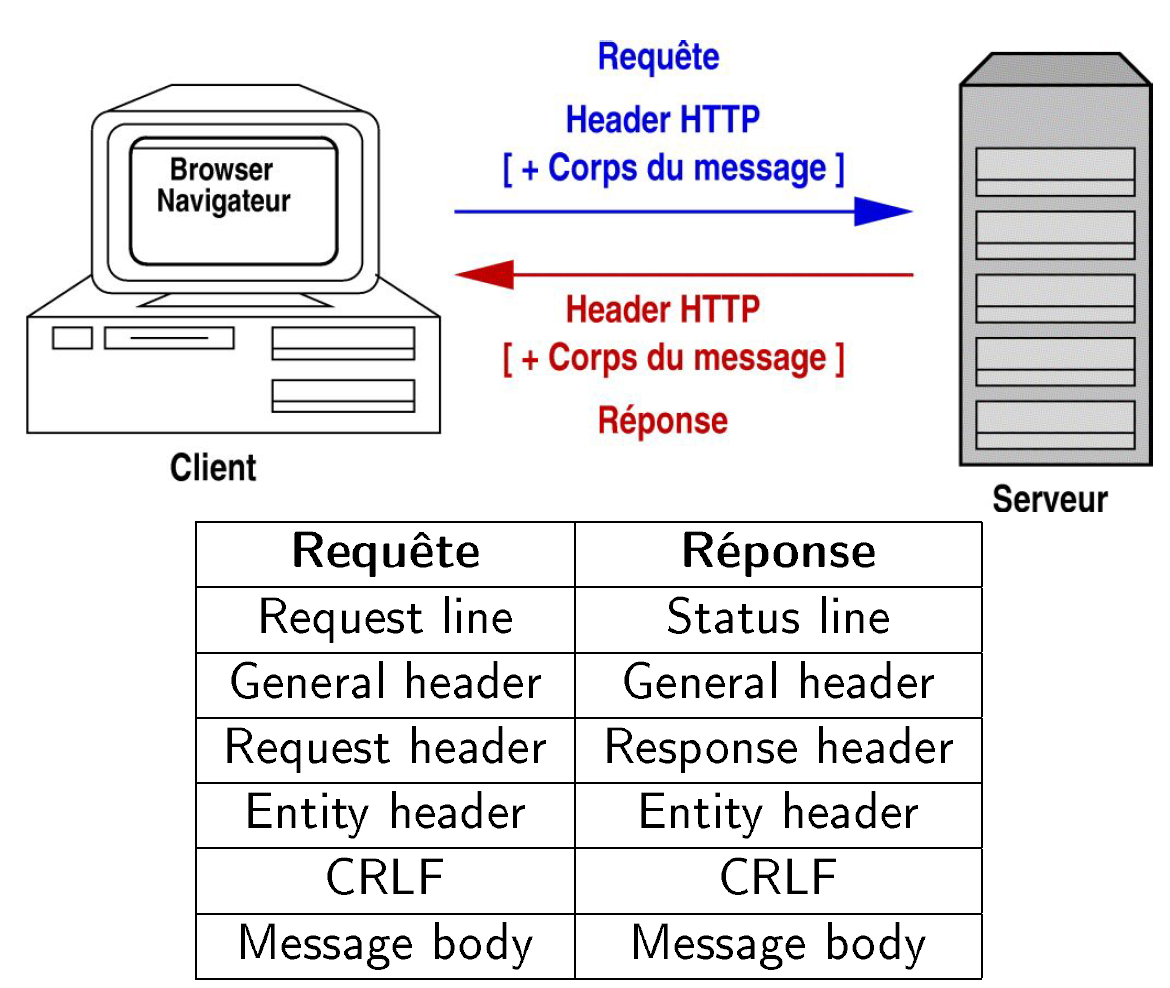 Requête
Header HTTP
[ + Corps du message ]
Browser
Navigateur
Header HTTP
[ + Corps du message ]
Réponse
Client
Serveur
Requête Réponse
Request line Status line
General header General header
Request header Response header
Entity header Entity header
CRLF CRLF
Message body Message body